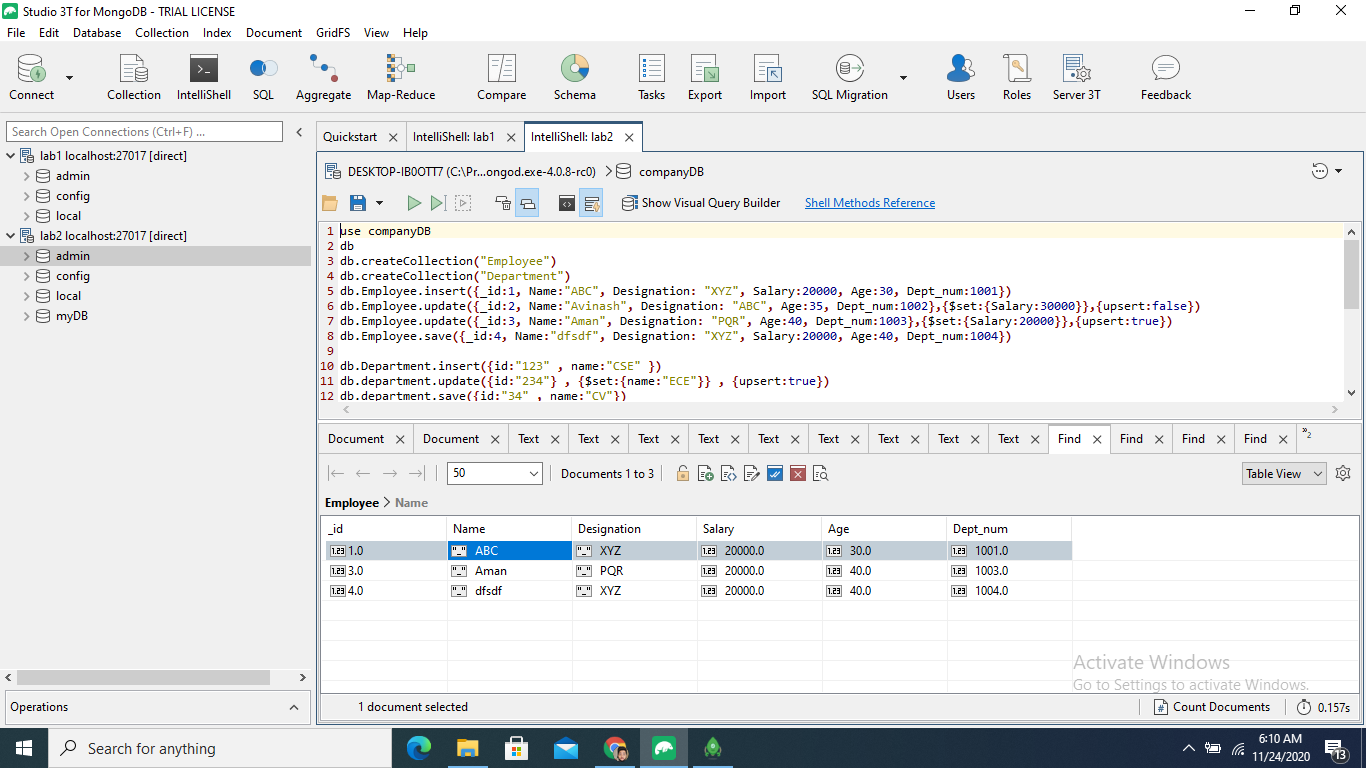 Studio 3T for MongoDB - TRIAL LICENSE
File Edit Database Collection Index Document GridFS View Help
Connect Collection IntelliShell SQL Aggregate Map-Reduce Compare Schema Tasks Export Import SQL Migration Users Roles Server 3T Feedback
Search Open Connections (Ctrl+F) ...
lab1 localhost:27017 [direct]
admin
config
local
lab2 localhost:27017 [direct]
admin
config
local
myDB
Operations
Quickstart IntelliShell: lab1 IntelliShell: lab2
DESKTOP-IB0OTT7 (C:\Pr...ongod.exe-4.0.8-rc0) companyDB
Show Visual Query Builder Shell Methods Reference
1 use companyDB
2 db
3 db.createCollection("Employee")
4 db.createCollection("Department")
5 db.Employee.insert({_id:1, Name:"ABC", Designation: "XYZ", Salary:20000, Age:30, Dept_num:1001})
6 db.Employee.update({_id:2, Name:"Avinash", Designation: "ABC", Age:35, Dept_num:1002},{$set:{Salary:30000}},{upsert:false})
7 db.Employee.update({_id:3, Name:"Aman", Designation: "PQR", Age:40, Dept_num:1003},{$set:{Salary:20000}},{upsert:true})
8 db.Employee.save({_id:4, Name:"dfsdf", Designation: "XYZ", Salary:20000, Age:40, Dept_num:1004})
9
10 db.Department.insert({id:"123" , name:"CSE" })
11 db.department.update({id:"234"} , {$set:{name:"ECE"}} , {upsert:true})
12 db.department.save({id:"34" , name:"CV"})
Document Document Text Text Text Text Text Text Text Text Text Find Find Find Find »2
50 Documents 1 to 3 Table View
Employee > Name
_id Name Designation Salary Age Dept_num
1.0 ABC XYZ 20000.0 30.0 1001.0
3.0 Aman PQR 20000.0 40.0 1003.0
4.0 dfsdf XYZ 20000.0 40.0 1004.0
Activate Windows
Go to Settings to activate Windows.
1 document selected Count Documents 0.157s
Search for anything
6:10 AM
11/24/2020
13